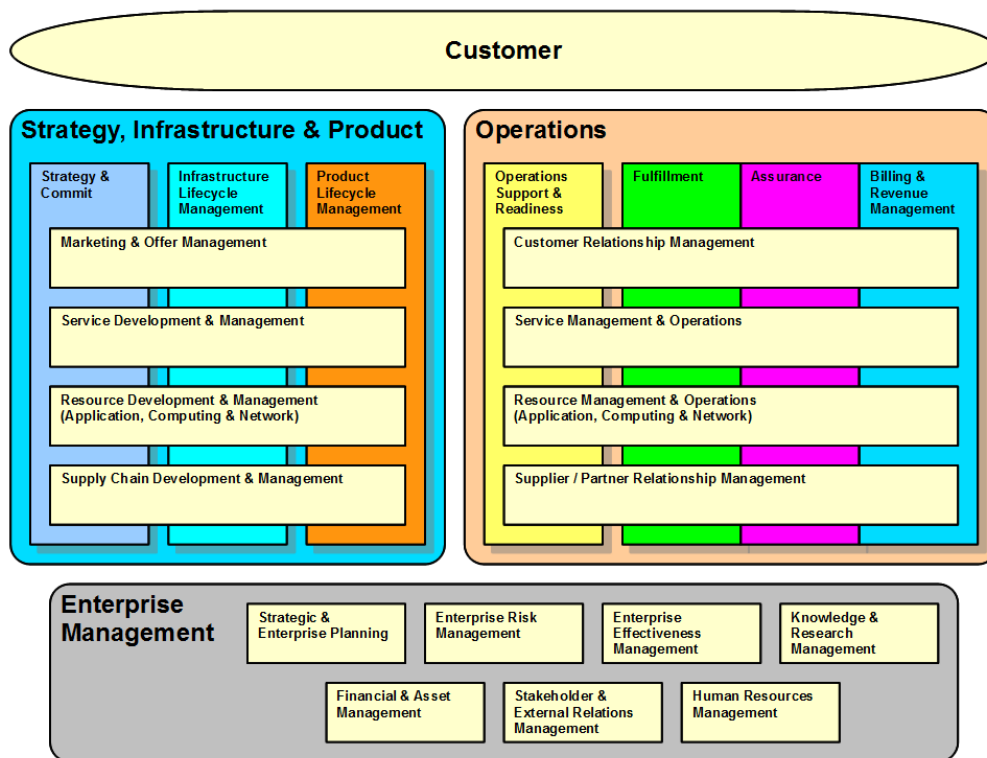 Customer
Strategy, Infrastructure & Product
Strategy &
Commit
Infrastructure
Lifecycle
Management
Product
Lifecycle
Management
Marketing & Offer Management
Service Development & Management
Resource Development & Management
(Application, Computing & Network)
Supply Chain Development & Management
Operations
Operations
Support &
Readiness
Fulfillment
Assurance
Billing &
Revenue
Management
Customer Relationship Management
Service Management & Operations
Resource Management & Operations
(Application, Computing & Network)
Supplier / Partner Relationship Management
Enterprise
Management
Strategic &
Enterprise Planning
Enterprise Risk
Management
Enterprise
Effectiveness
Management
Knowledge &
Research
Management
Financial & Asset
Management
Stakeholder &
External Relations
Management
Human Resources
Management